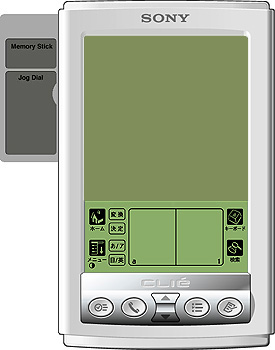 SONY
Memory Stick
Jog Dial
変換
決定
ホーム
キーボード
あ/ア
メニュー
日/英
検索
a
1
CLIÉ